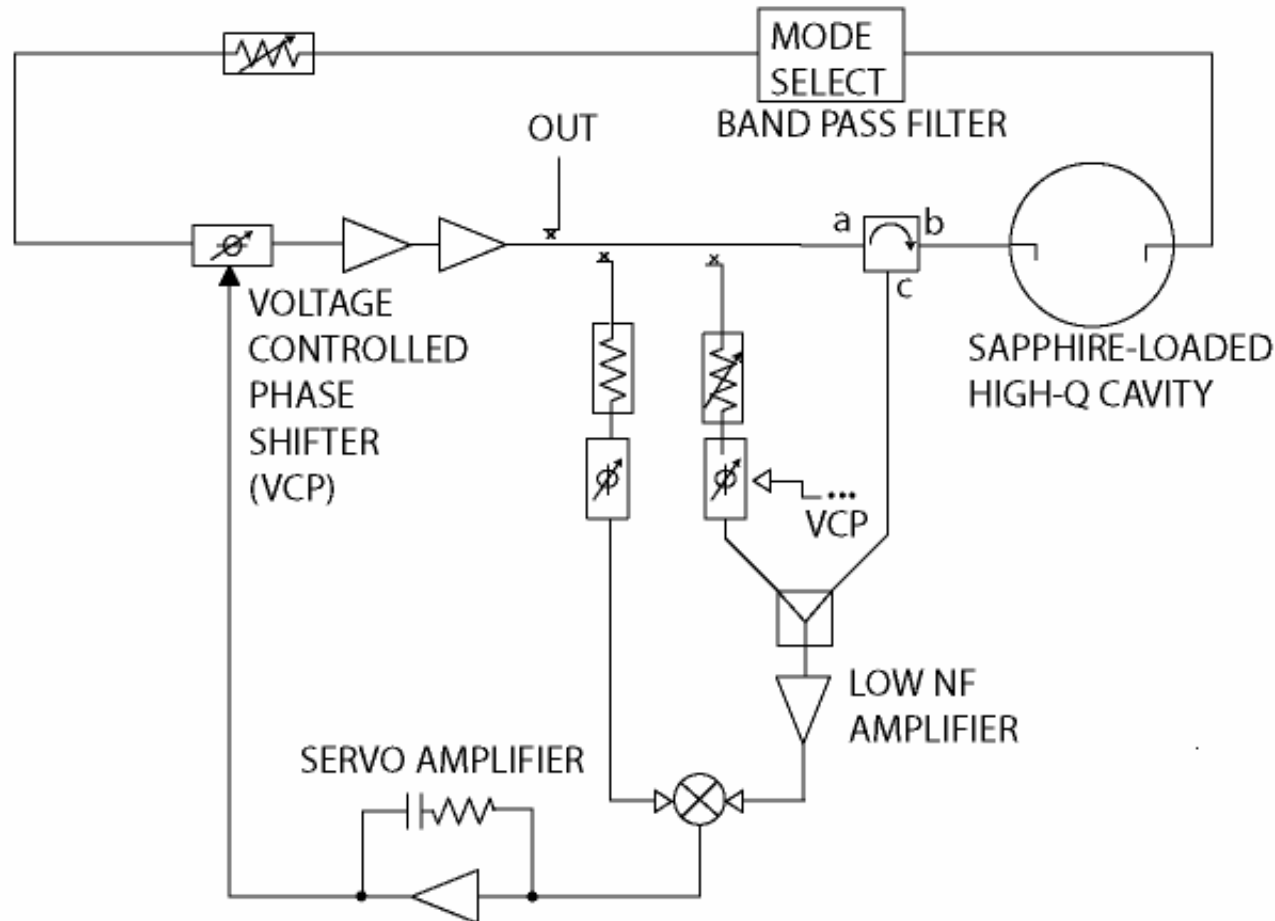 MODE
SELECT
BAND PASS FILTER
OUT
a
b
c
VOLTAGE
CONTROLLED
PHASE
SHIFTER
(VCP)
SAPPHIRE-LOADED
HIGH-Q CAVITY
VCP
LOW NF
AMPLIFIER
SERVO AMPLIFIER